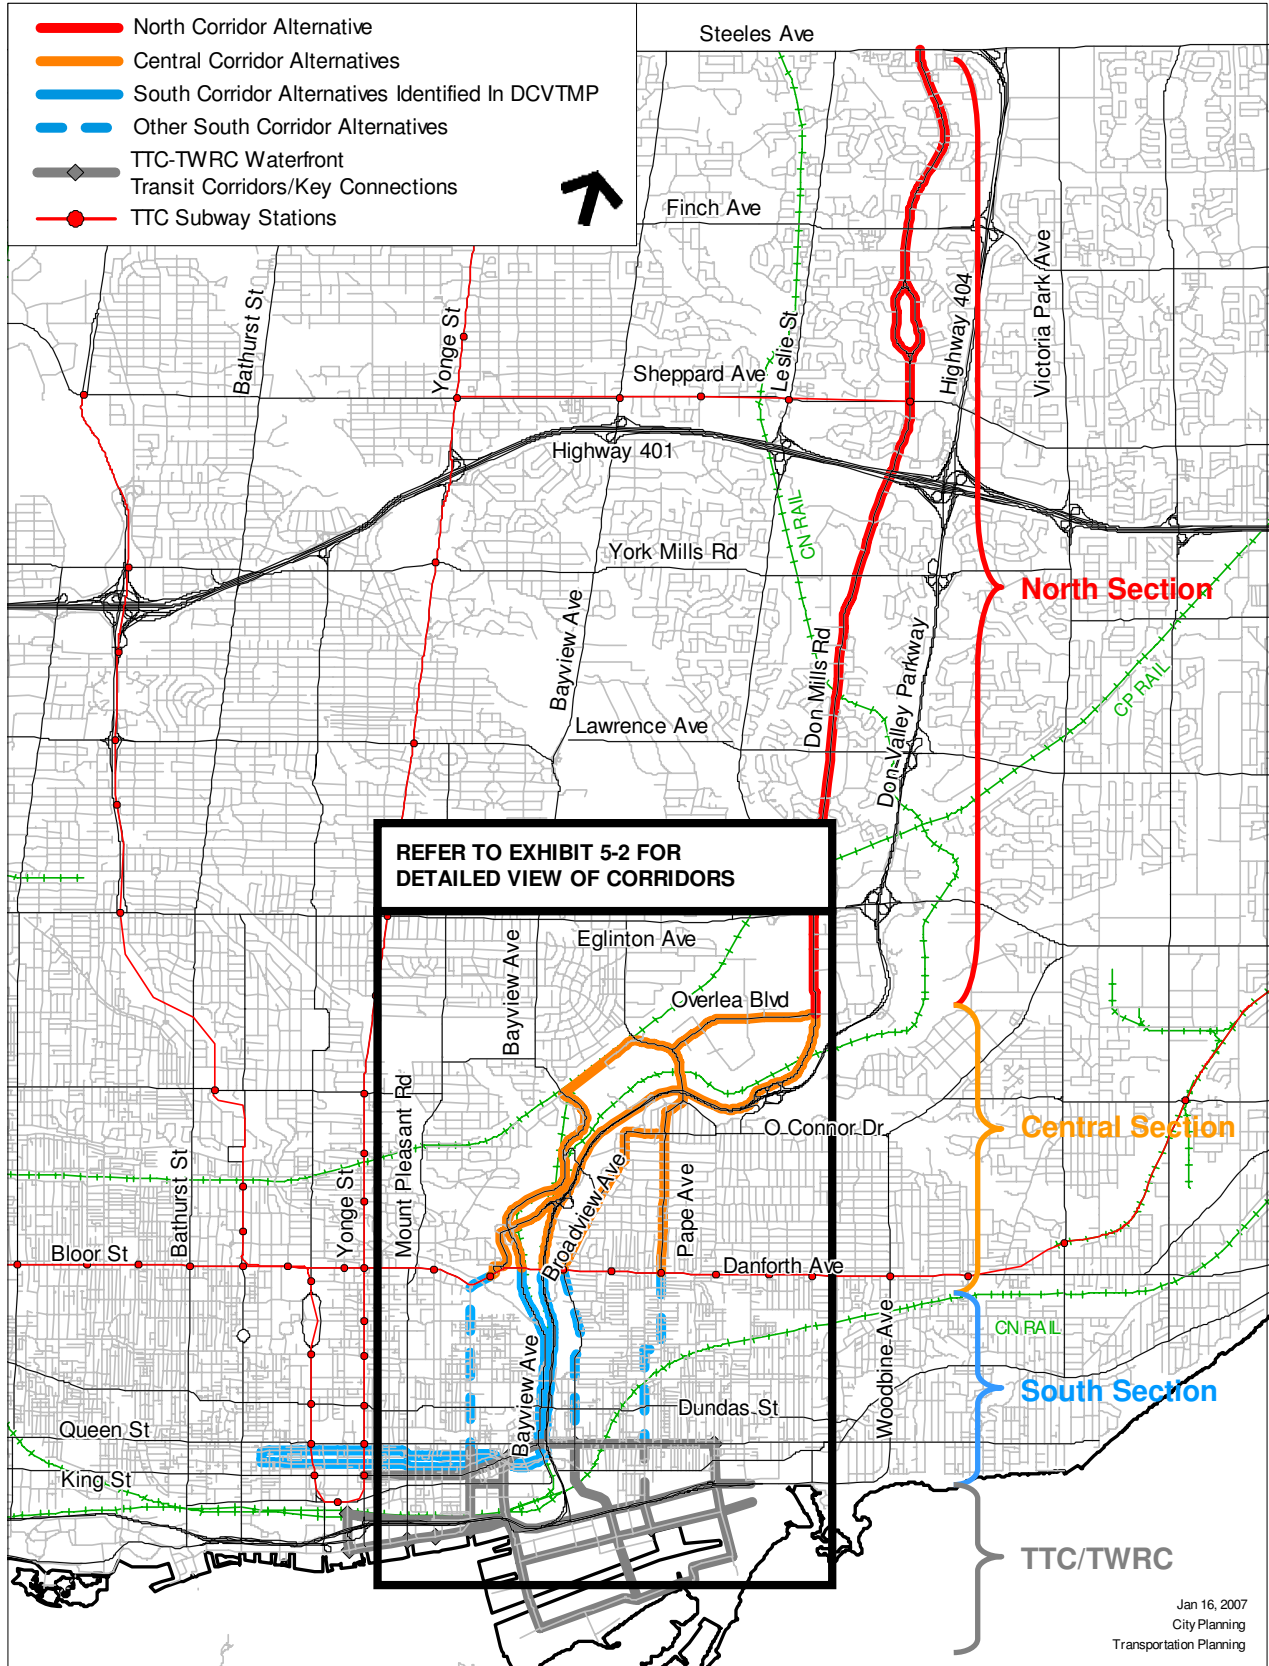 North Corridor Alternative
Central Corridor Alternatives
South Corridor Alternatives Identified In DCVTMP
Other South Corridor Alternatives
TTC-TWRC Waterfront
Transit Corridors/Key Connections
TTC Subway Stations
Steeles Ave
Finch Ave
Bathurst St
Yonge St
Leslie St
Highway 404
Victoria Park Ave
Sheppard Ave
Highway 401
CN RAIL
York Mills Rd
North Section
Bayview Ave
Don Mills Rd
Don Valley Parkway
CP RAIL
Lawrence Ave
REFER TO EXHIBIT 5-2 FOR
DETAILED VIEW OF CORRIDORS
Eglinton Ave
Bayview Ave
Overlea Blvd
Mount Pleasant Rd
O Connor Dr
Central Section
Bathurst St
Yonge St
Broadview Ave
Pape Ave
Bloor St
Danforth Ave
CN RAIL
Woodbine Ave
Bayview Ave
South Section
Dundas St
Queen St
King St
TTC/TWRC
Jan 16, 2007
City Planning
Transportation Planning